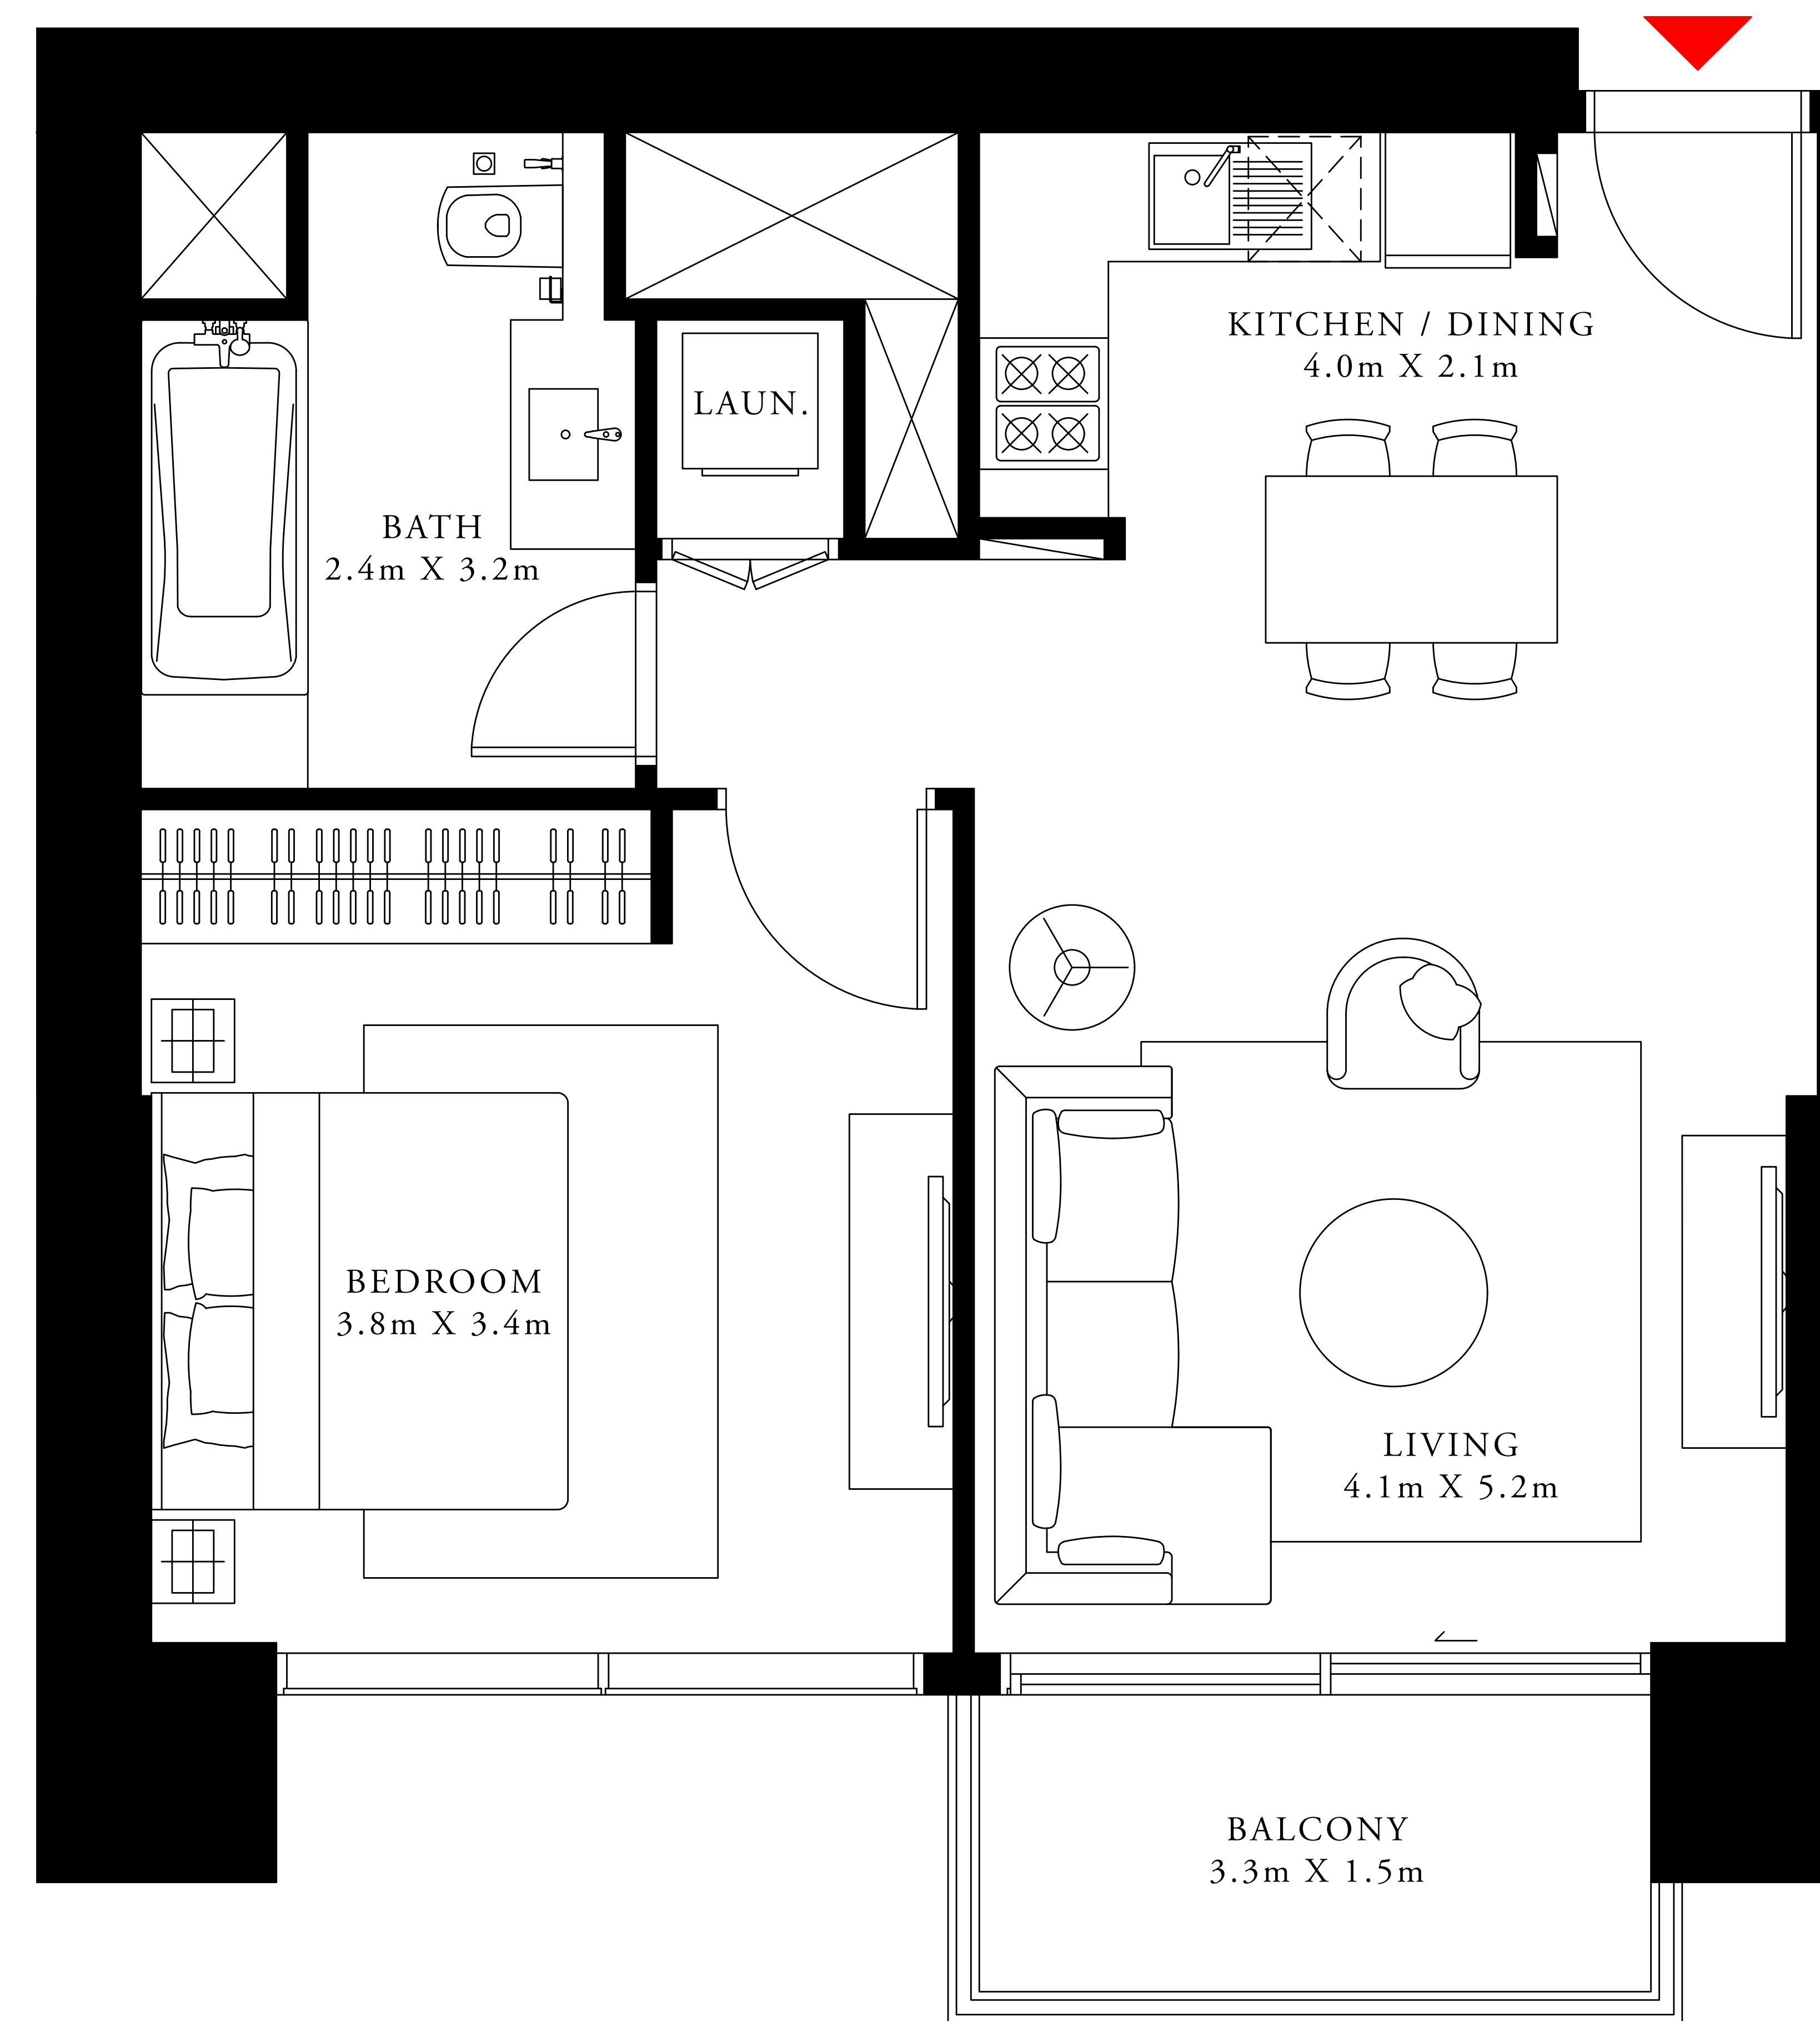 KITCHEN / DINING
4.0m X 2.1m
LAUN.
BATH
2.4m X 3.2m
BEDROOM
3.8m X 3.4m
LIVING
4.1m X 5.2m
BALCONY
3.3m X 1.5m